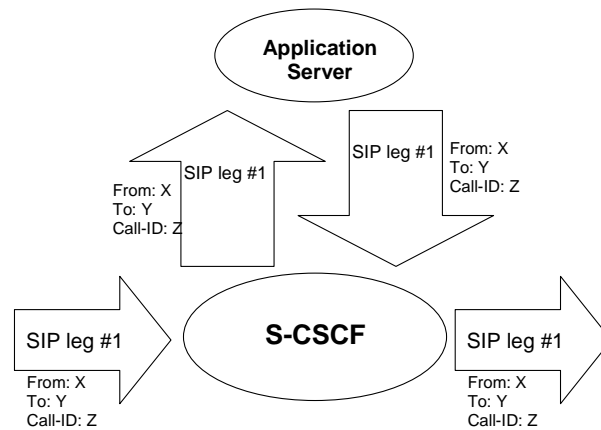 Application
Server
SIP leg #1
From: X
To: Y
Call-ID: Z
SIP leg #1
From: X
To: Y
Call-ID: Z
S-CSCF
SIP leg #1
From: X
To: Y
Call-ID: Z
SIP leg #1
From: X
To: Y
Call-ID: Z